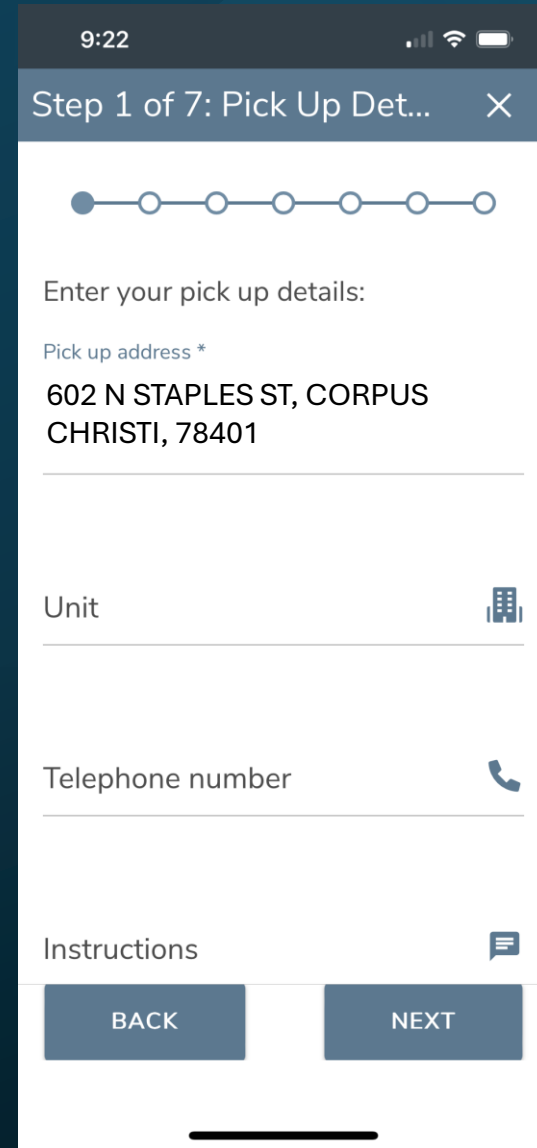 9:22
Step 1 of 7: Pick Up Det...
Enter your pick up details:
Pick up address *
602 N STAPLES ST, CORPUS
CHRISTI, 78401
Unit
Telephone number
Instructions
BACK
NEXT